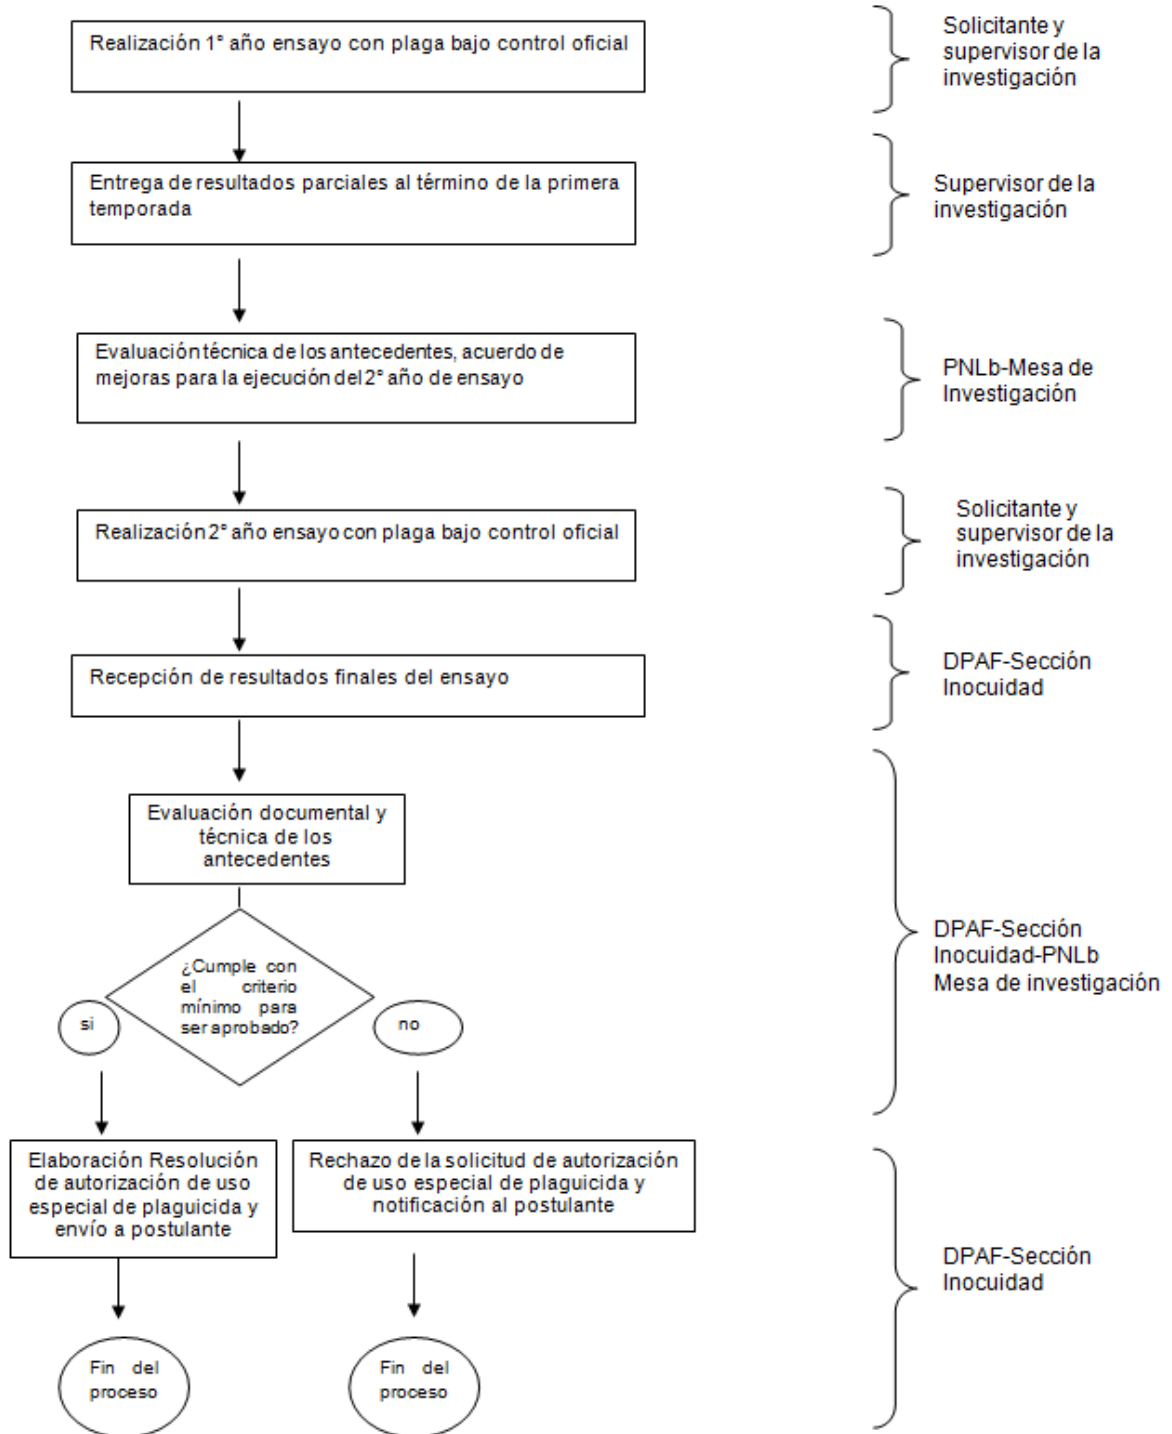 Realización 1° año ensayo con plaga bajo control oficial
Solicitante y
supervisor de la
investigación
Entrega de resultados parciales al término de la primera
temporada
Supervisor de la
investigación
Evaluación técnica de los antecedentes, acuerdo de
mejoras para la ejecución del 2° año de ensayo
PNLb-Mesa de
Investigación
Realización 2° año ensayo con plaga bajo control oficial
Solicitante y
supervisor de la
investigación
Recepción de resultados finales del ensayo
DPAF-Sección
Inocuidad
Evaluación documental y
técnica de los
antecedentes
¿Cumple con
el criterio
mínimo para
ser aprobado?
si
no
DPAF-Sección
Inocuidad-PNLb
Mesa de investigación
Elaboración Resolución
de autorización de uso
especial de plaguicida y
envío a postulante
Rechazo de la solicitud de autorización
de uso especial de plaguicida y
notificación al postulante
DPAF-Sección
Inocuidad
Fin del
proceso
Fin del
proceso